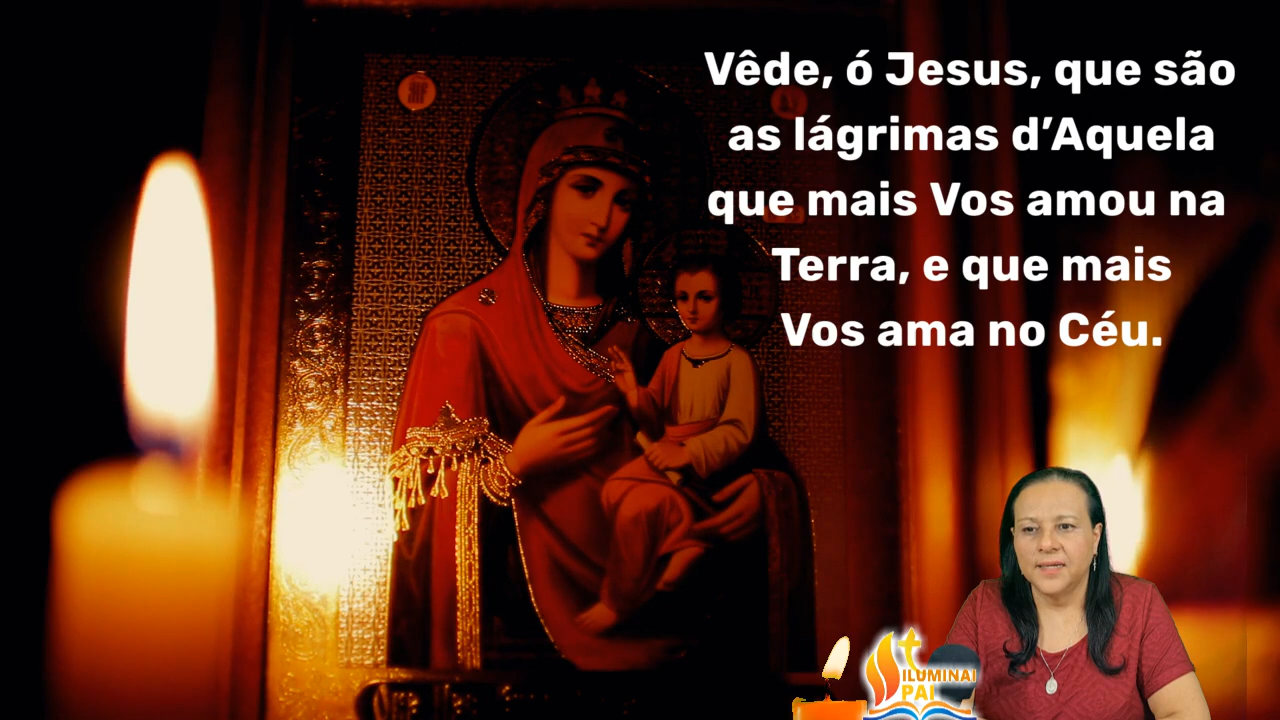 Vêde, ó Jesus, que são
as lágrimas d’Aquela
que mais Vos amou na
Terra, e que mais
Vos ama no Céu.
ILUMINAI
PAI